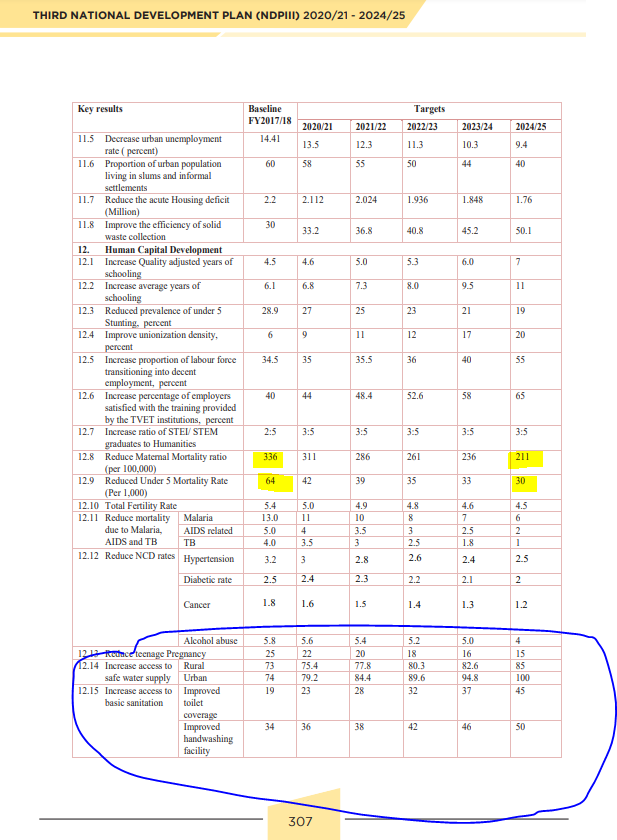 THIRD NATIONAL DEVELOPMENT PLAN (NDPIII) 2020/21 - 2024/25
Key results Baseline Targets
FY2017/18 2020/21 2021/22 2022/23 2023/24 2024/25
11.5 Decrease urban unemployment 14.41 13.5 12.3 11.3 10.3 9.4
rate ( percent)
11.6 Proportion of urban population 60 58 55 50 44 40
living in slums and informal
settlements
11.7 Reduce the acute Housing deficit 2.2 2.112 2.024 1.936 1.848 1.76
(Million)
11.8 Improve the efficiency of solid 30 33.2 36.8 40.8 45.2 50.1
waste collection
12. Human Capital Development
12.1 Increase Quality adjusted years of 4.5 4.6 5.0 5.3 6.0 7
schooling
12.2 Increase average years of 6.1 6.8 7.3 8.0 9.5 11
schooling
12.3 Reduced prevalence of under 5 28.9 27 25 23 21 19
Stunting, percent
12.4 Improve unionization density, 6 9 11 12 17 20
percent
12.5 Increase proportion of labour force 34.5 35 35.5 36 40 55
transitioning into decent
employment, percent
12.6 Increase percentage of employers 40 44 48.4 52.6 58 65
satisfied with the training provided
by the TVET institutions, percent
12.7 Increase ratio of STEI/ STEM 2:5 3:5 3:5 3:5 3:5 3:5
graduates to Humanities
12.8 Reduce Maternal Mortality ratio 336 311 286 261 236 211
(per 100,000)
12.9 Reduced Under 5 Mortality Rate 64 42 39 35 33 30
(Per 1,000)
12.10 Total Fertility Rate 5.4 5.0 4.9 4.8 4.6 4.5
12.11 Reduce mortality Malaria 13.0 11 10 8 7 6
due to Malaria, AIDS related 5.0 4 3.5 3 2.5 2
AIDS and TB TB 4.0 3.5 3 2.5 1.8 1
12.12 Reduce NCD rates Hypertension 3.2 3 2.8 2.6 2.4 2.5
Diabetic rate 2.5 2.4 2.3 2.2 2.1 2
Cancer 1.8 1.6 1.5 1.4 1.3 1.2
Alcohol abuse 5.8 5.6 5.4 5.2 5.0 4
12.13 Reduce teenage Pregnancy 25 22 20 18 16 15
12.14 Increase access to Rural 73 75.4 77.8 80.3 82.6 85
safe water supply Urban 74 79.2 84.4 89.6 94.8 100
12.15 Increase access to Improved 19 23 28 32 37 45
basic sanitation toilet
coverage
Improved 34 36 38 42 46 50
handwashing
facility
307